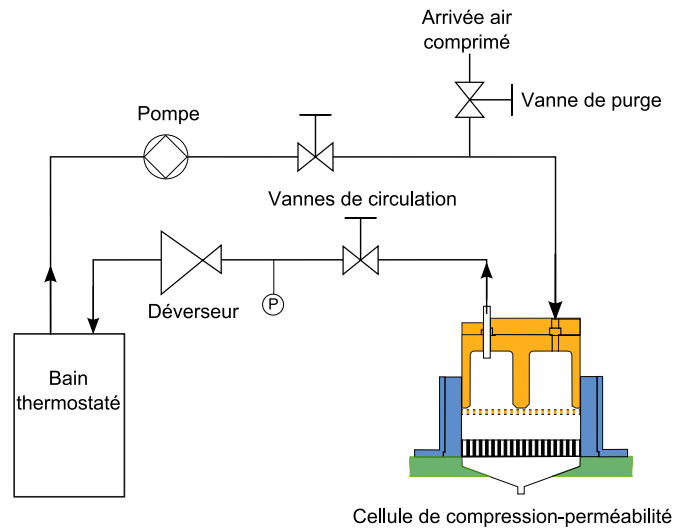 Arrivée air
comprimé
Vanne de purge
Pompe
Vannes de circulation
P
Déverseur
Bain
thermostaté
Cellule de compression-perméabilité